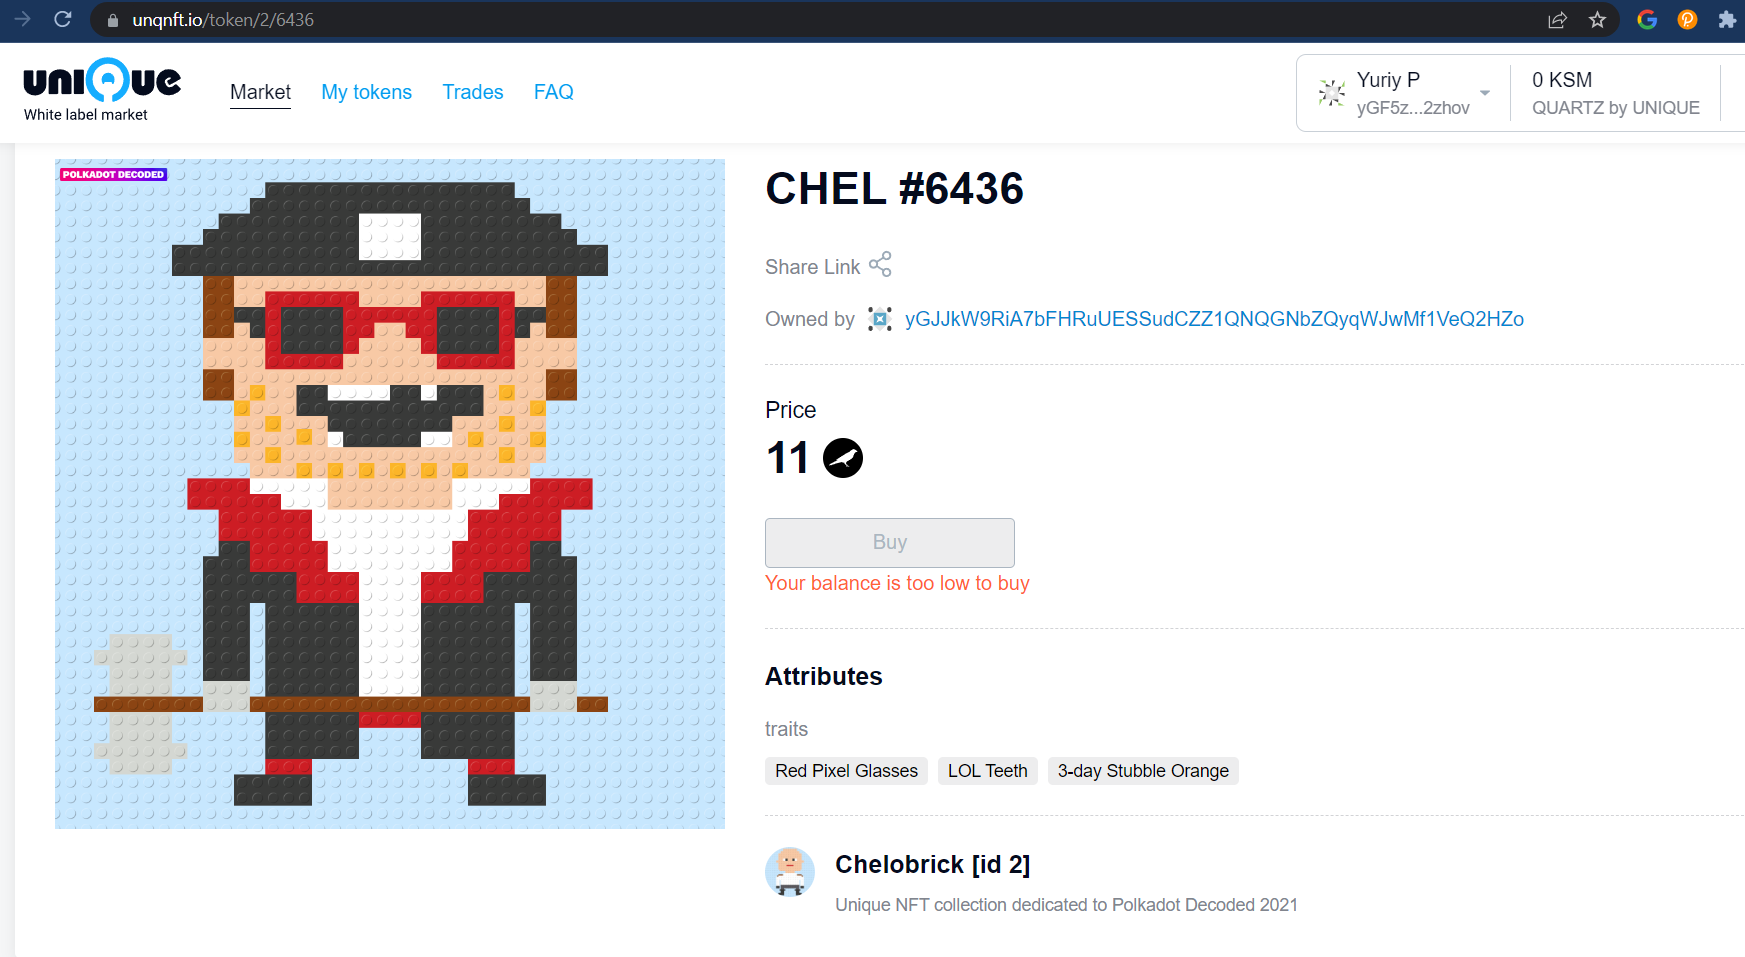 unqnft.io/token/2/6436
unIQue
White label market
Market My tokens Trades FAQ
Yuriy P
yGF5z...2zhov
0 KSM
QUARTZ by UNIQUE
POLKADOT DECODED
CHEL #6436
Share Link
Owned by yGJJkW9RiA7bFHRuUESSudCZZ1QNQGNbZQyqWJwMf1VeQ2HZo
Price
11
Buy
Your balance is too low to buy
Attributes
traits
Red Pixel Glasses LOL Teeth 3-day Stubble Orange
Chelobrick [id 2]
Unique NFT collection dedicated to Polkadot Decoded 2021